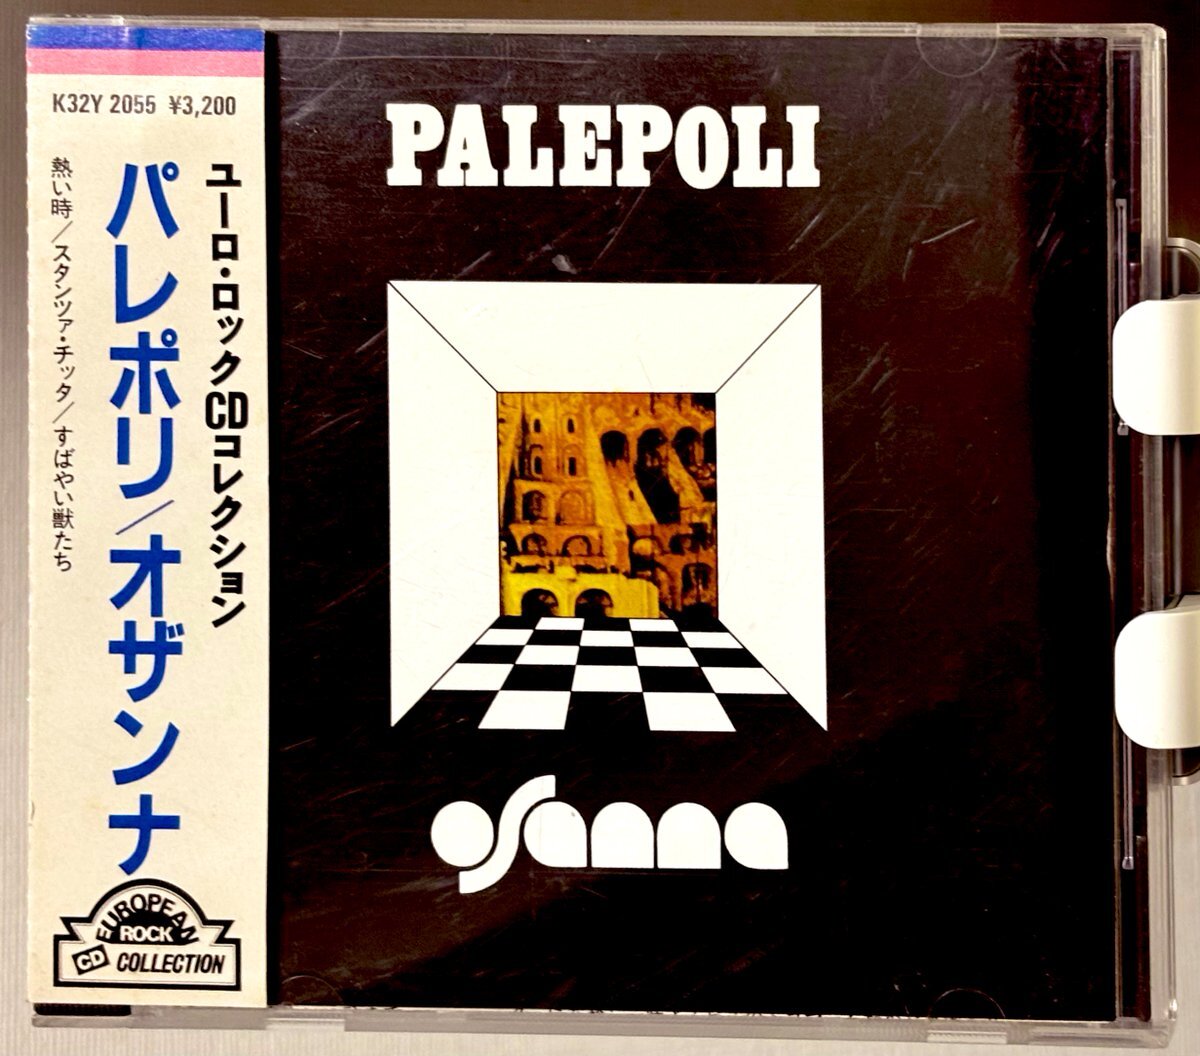 K32Y 2055 ¥3,200
ユーロ・ロックCDコレクション
パレポリ/オザンナ
熱い時/スタンツァ・チッタ/すばやい獣たち
EUROPEAN
ROCK
CD COLLECTION
PALEPOLI
osanna